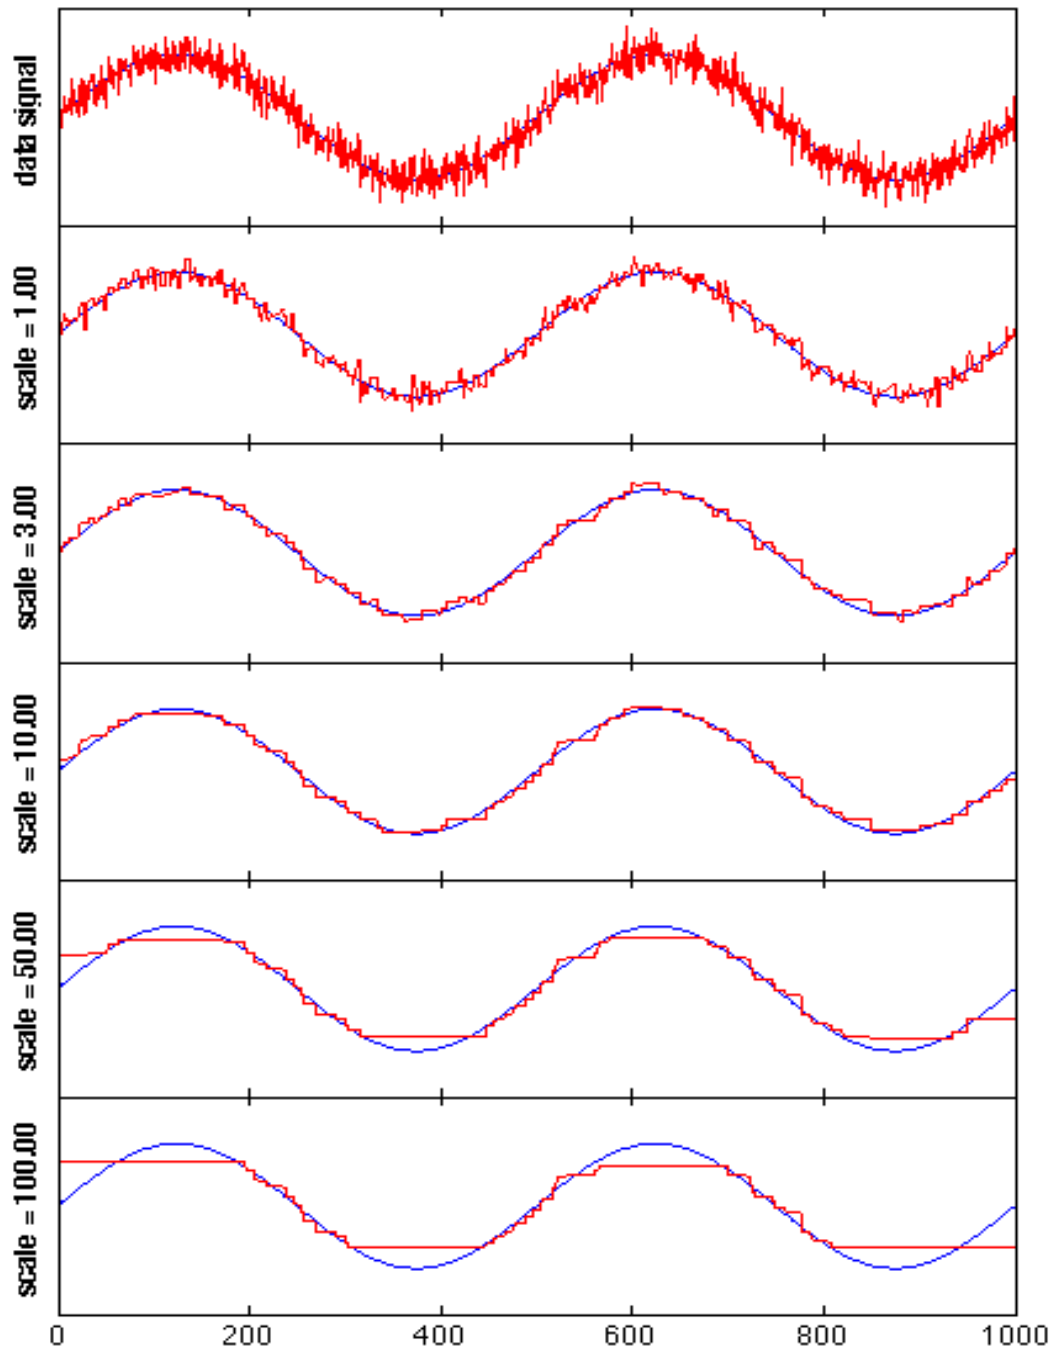 data signal
scale = 1.00
scale = 3.00
scale = 10.00
scale = 50.00
scale = 100.00
0 200 400 600 800 1000